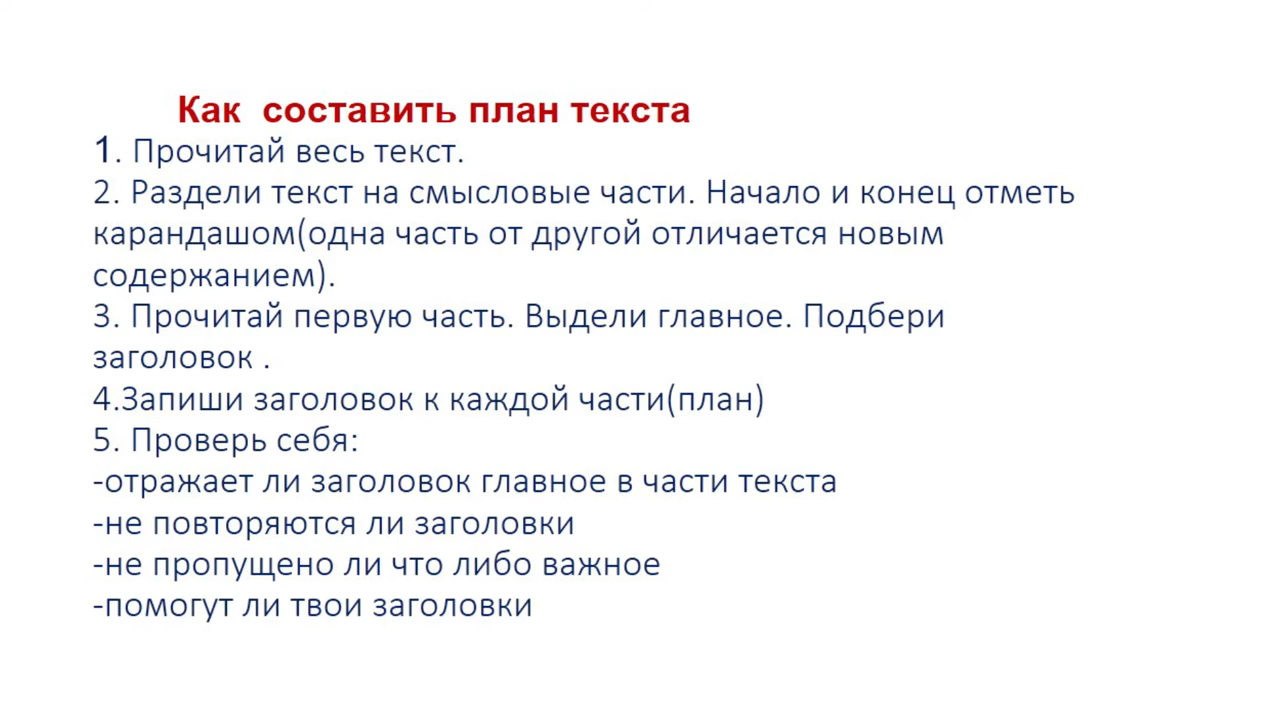 Как составить план текста
1. Прочитай весь текст.
2. Раздели текст на смысловые части. Начало и конец отметь
карандашом(одна часть от другой отличается новым
содержанием).
3. Прочитай первую часть. Выдели главное. Подбери
заголовок .
4.Запиши заголовок к каждой части(план)
5. Проверь себя:
-отражает ли заголовок главное в части текста
-не повторяются ли заголовки
-не пропущено ли что либо важное
-помогут ли твои заголовки